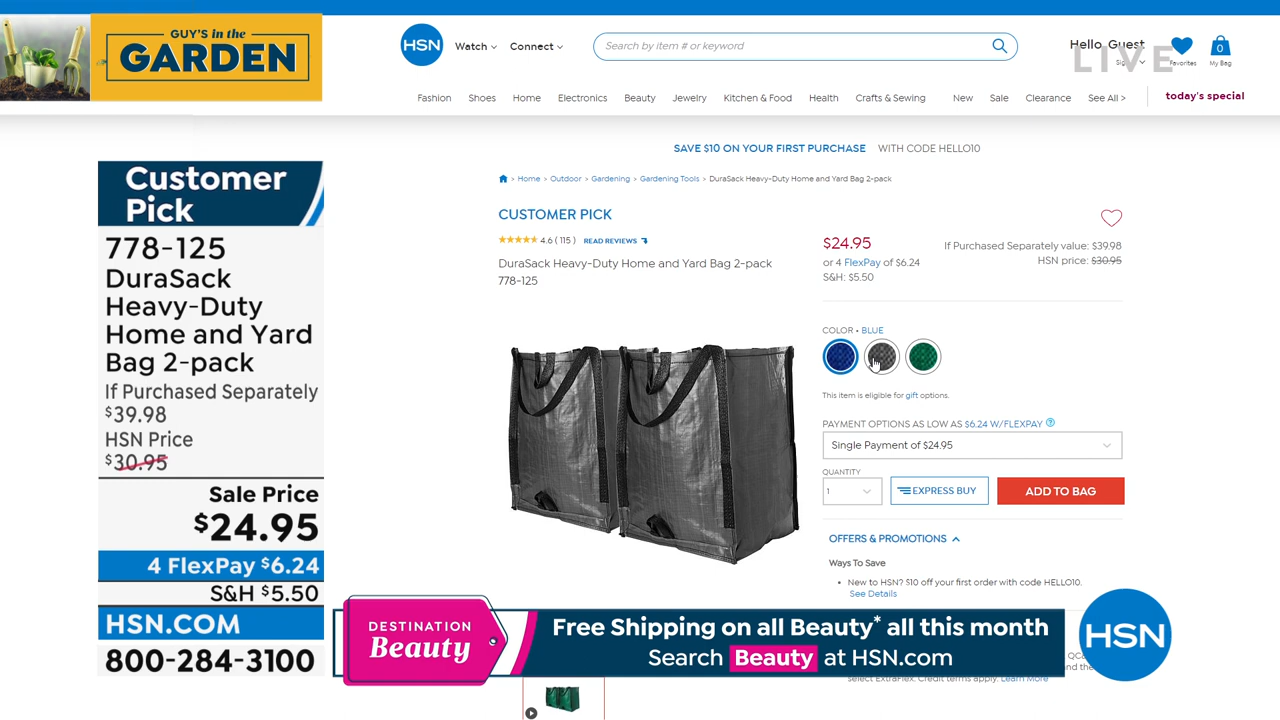 GUY'S in the
GARDEN
HSN
Watch
Connect
Search by item # or keyword
Hello, Guest
LIVE
Favorites
0
My Bag
Fashion
Shoes
Home
Electronics
Beauty
Jewelry
Kitchen & Food
Health
Crafts & Sewing
New
Sale
Clearance
See All >
today's special
SAVE $10 ON YOUR FIRST PURCHASE WITH CODE HELLO10
> Home > Outdoor > Gardening > Gardening Tools > DuraSack Heavy-Duty Home and Yard Bag 2-pack
Customer
Pick
778-125
DuraSack
Heavy-Duty
Home and Yard
Bag 2-pack
If Purchased Separately
$39.98
HSN Price
$30.95
Sale Price
$24.95
4 FlexPay $6.24
S&H $5.50
HSN.COM
800-284-3100
CUSTOMER PICK
4.6 ( 115 ) READ REVIEWS
DuraSack Heavy-Duty Home and Yard Bag 2-pack
778-125
$24.95
or 4 FlexPay of $6.24
S&H: $5.50
If Purchased Separately value: $39.98
HSN price: $30.95
COLOR • BLUE
This item is eligible for gift options.
PAYMENT OPTIONS AS LOW AS $6.24 W/FLEXPAY ?
Single Payment of $24.95
QUANTITY
1
EXPRESS BUY
ADD TO BAG
OFFERS & PROMOTIONS
Ways To Save
• New to HSN? $10 off your first order with code HELLO10.
See Details
DESTINATION
Beauty
Free Shipping on all Beauty* all this month
Search Beauty at HSN.com
HSN
select ExtraFlex. Credit terms apply. Learn More